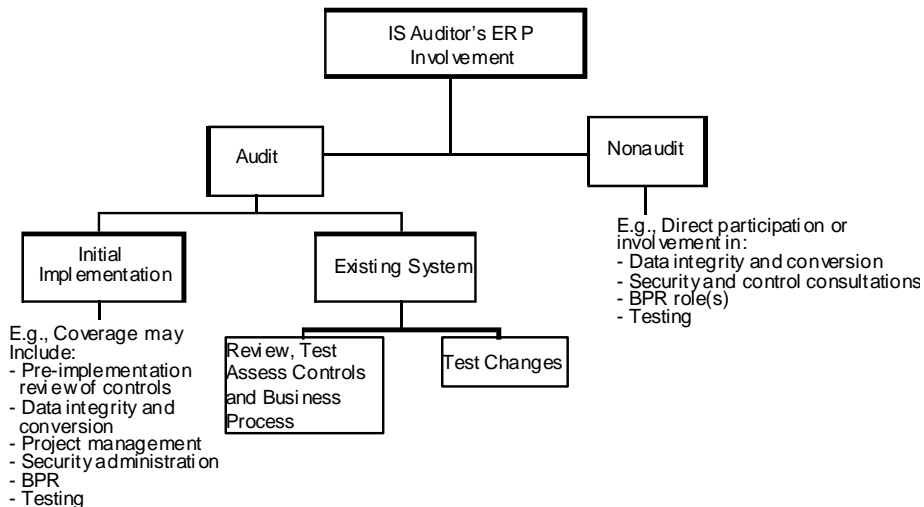 IS Auditor's ERP
Involvement
Audit
Nonaudit
Initial
Implementation
Existing System
E.g., Direct participation or
involvement in:
- Data integrity and conversion
- Security and control consultations
- BPR role(s)
- Testing
E.g., Coverage may
Include:
- Pre-implementation
review of controls
- Data integrity and
conversion
- Project management
- Security administration
- BPR
- Testing
Review, Test
Assess Controls
and Business
Process
Test Changes